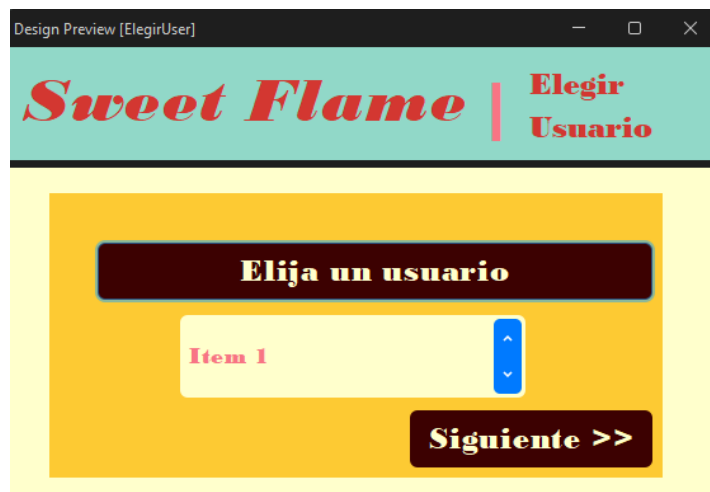 Design Preview [ElegirUser]
Sweet Flame
Elegir
Usuario
Elija un usuario
Item 1
Siguiente >>